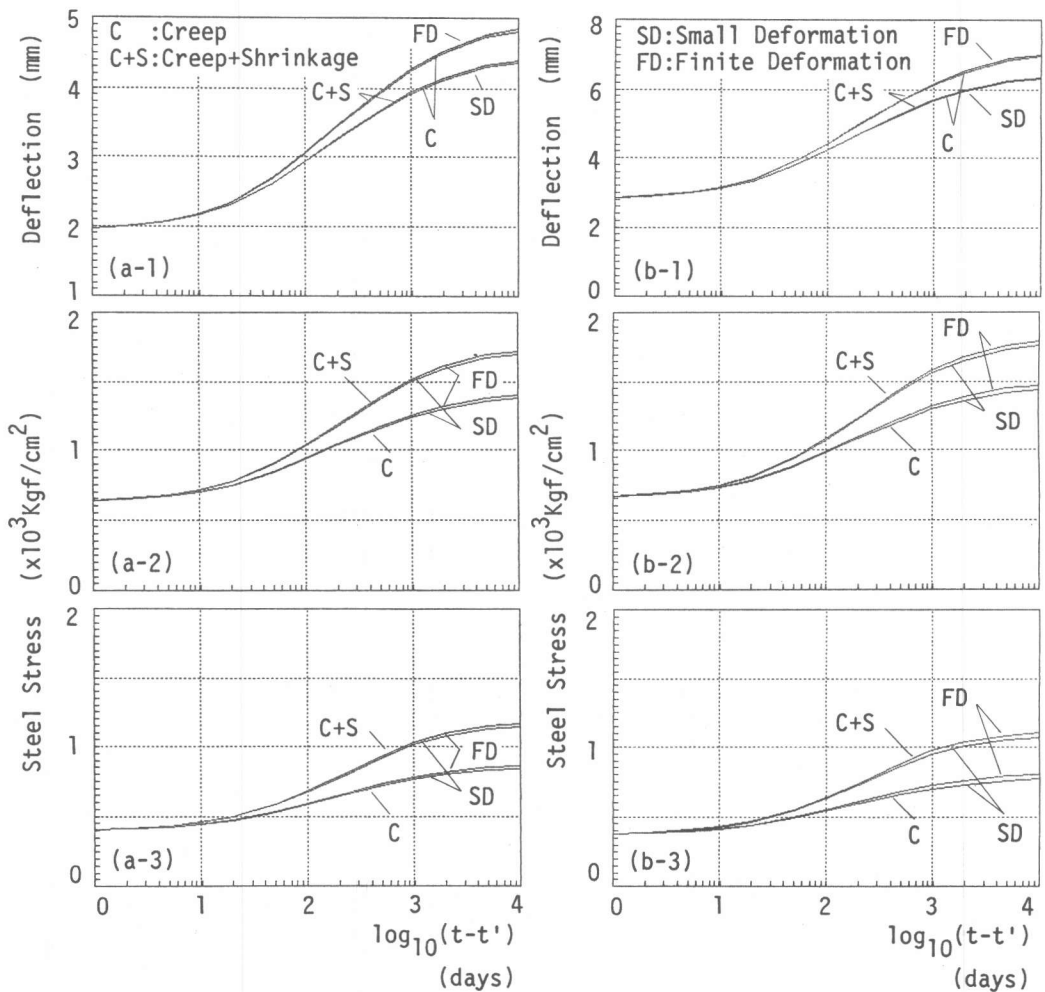 Deflection (mm)
5
4
3
2
1
C :Creep
C+S:Creep+Shrinkage
FD
C+S
SD
C
(a-1)
Deflection (mm)
8
6
4
2
0
SD:Small Deformation
FD:Finite Deformation
FD
C+S
SD
C
(b-1)
Steel Stress (x10³Kgf/cm²)
2
1
0
C+S
FD
SD
C
(a-2)
Steel Stress (x10³Kgf/cm²)
2
1
0
FD
C+S
SD
C
(b-2)
2
1
0
C+S
FD
SD
C
(a-3)
0 1 2 3 4
log₁₀(t-t')
(days)
2
1
0
FD
C+S
SD
C
(b-3)
0 1 2 3 4
log₁₀(t-t')
(days)